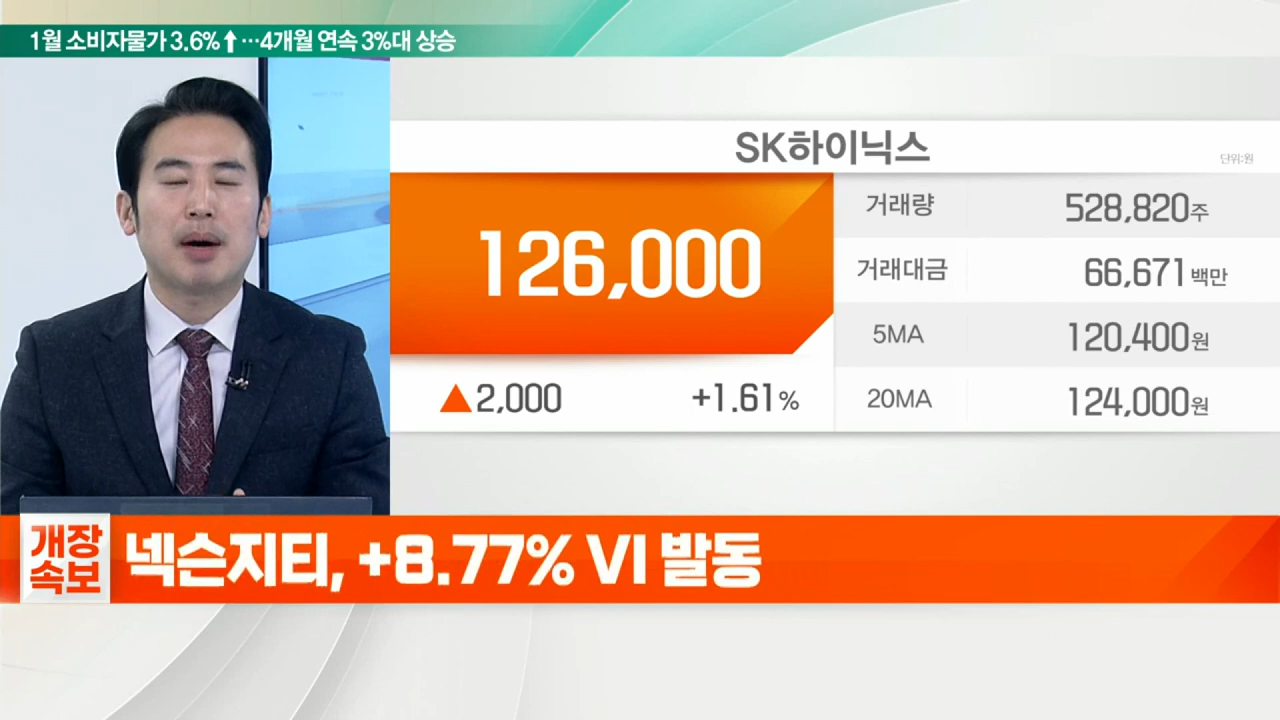 1월 소비자물가 3.6%⬆…4개월 연속 3%대 상승
SK하이닉스
단위:원
126,000
▲2,000 +1.61%
거래량 528,820주
거래대금 66,671백만
5MA 120,400원
20MA 124,000원
개장
속보
넥슨지티, +8.77% VI 발동